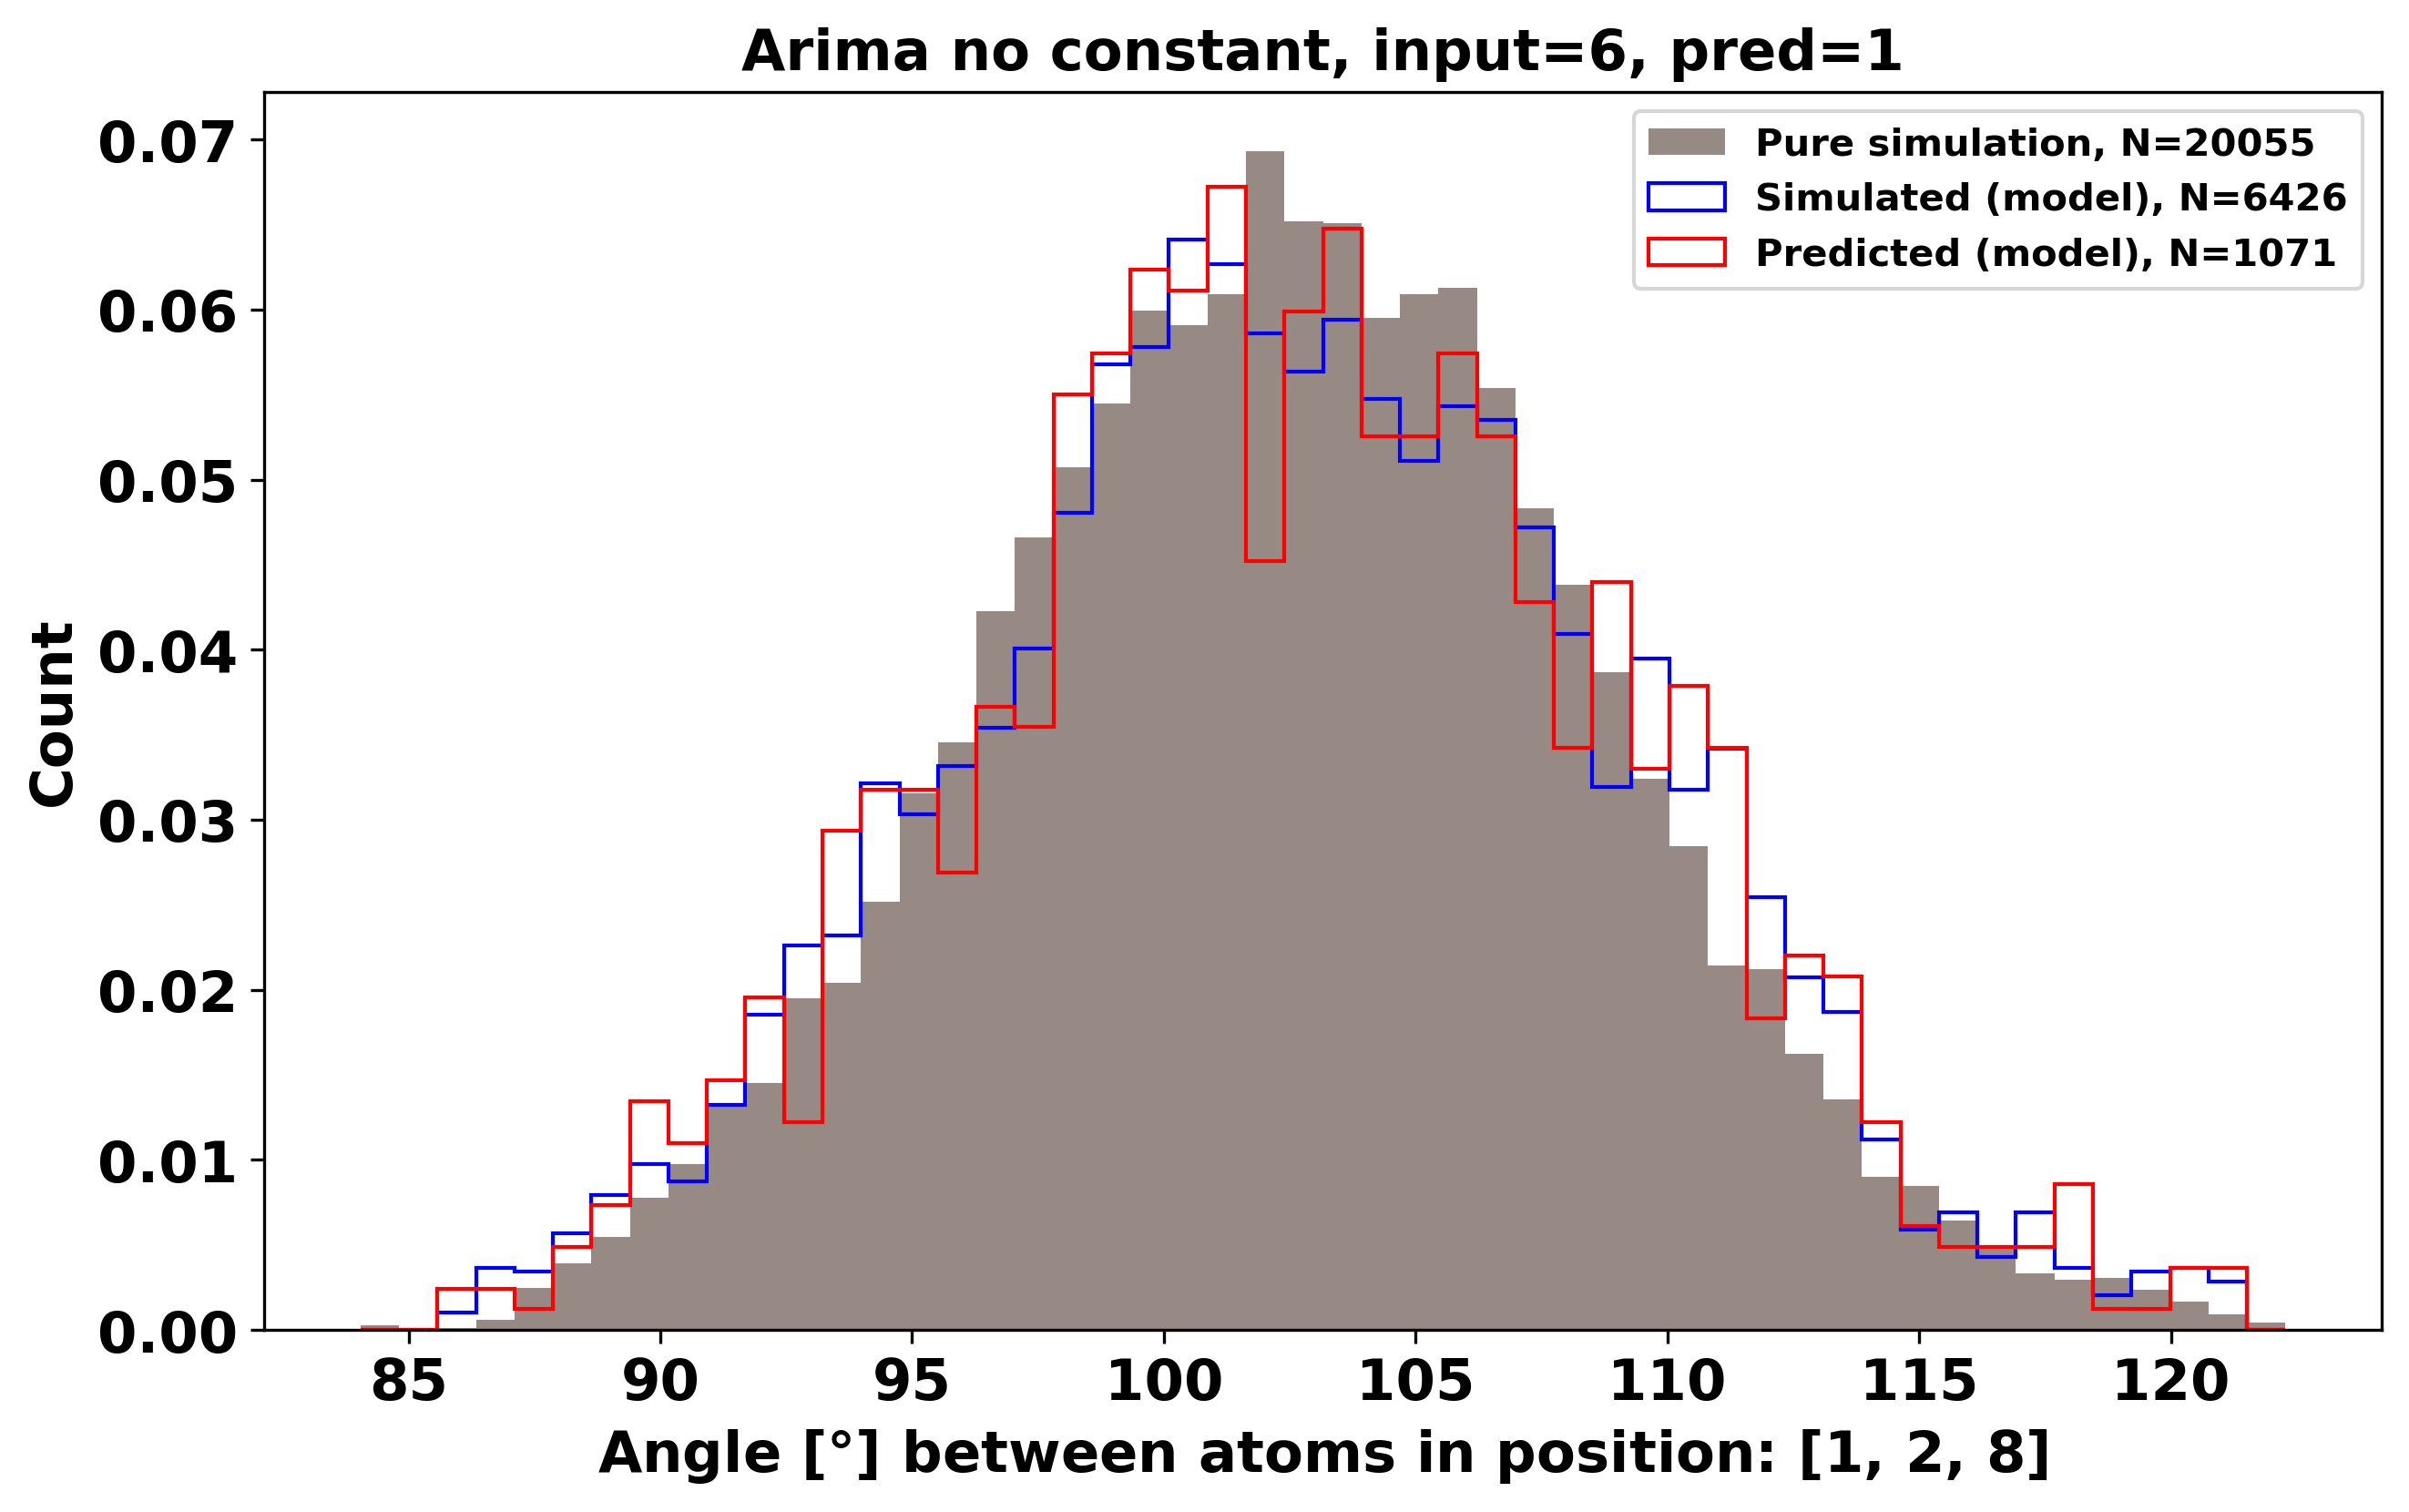 Arima no constant, input=6, pred=1
Pure simulation, N=20055
Simulated (model), N=6426
Predicted (model), N=1071
0.07
0.06
0.05
0.04
0.03
0.02
0.01
0.00
Count
85 90 95 100 105 110 115 120
Angle [°] between atoms in position: [1, 2, 8]